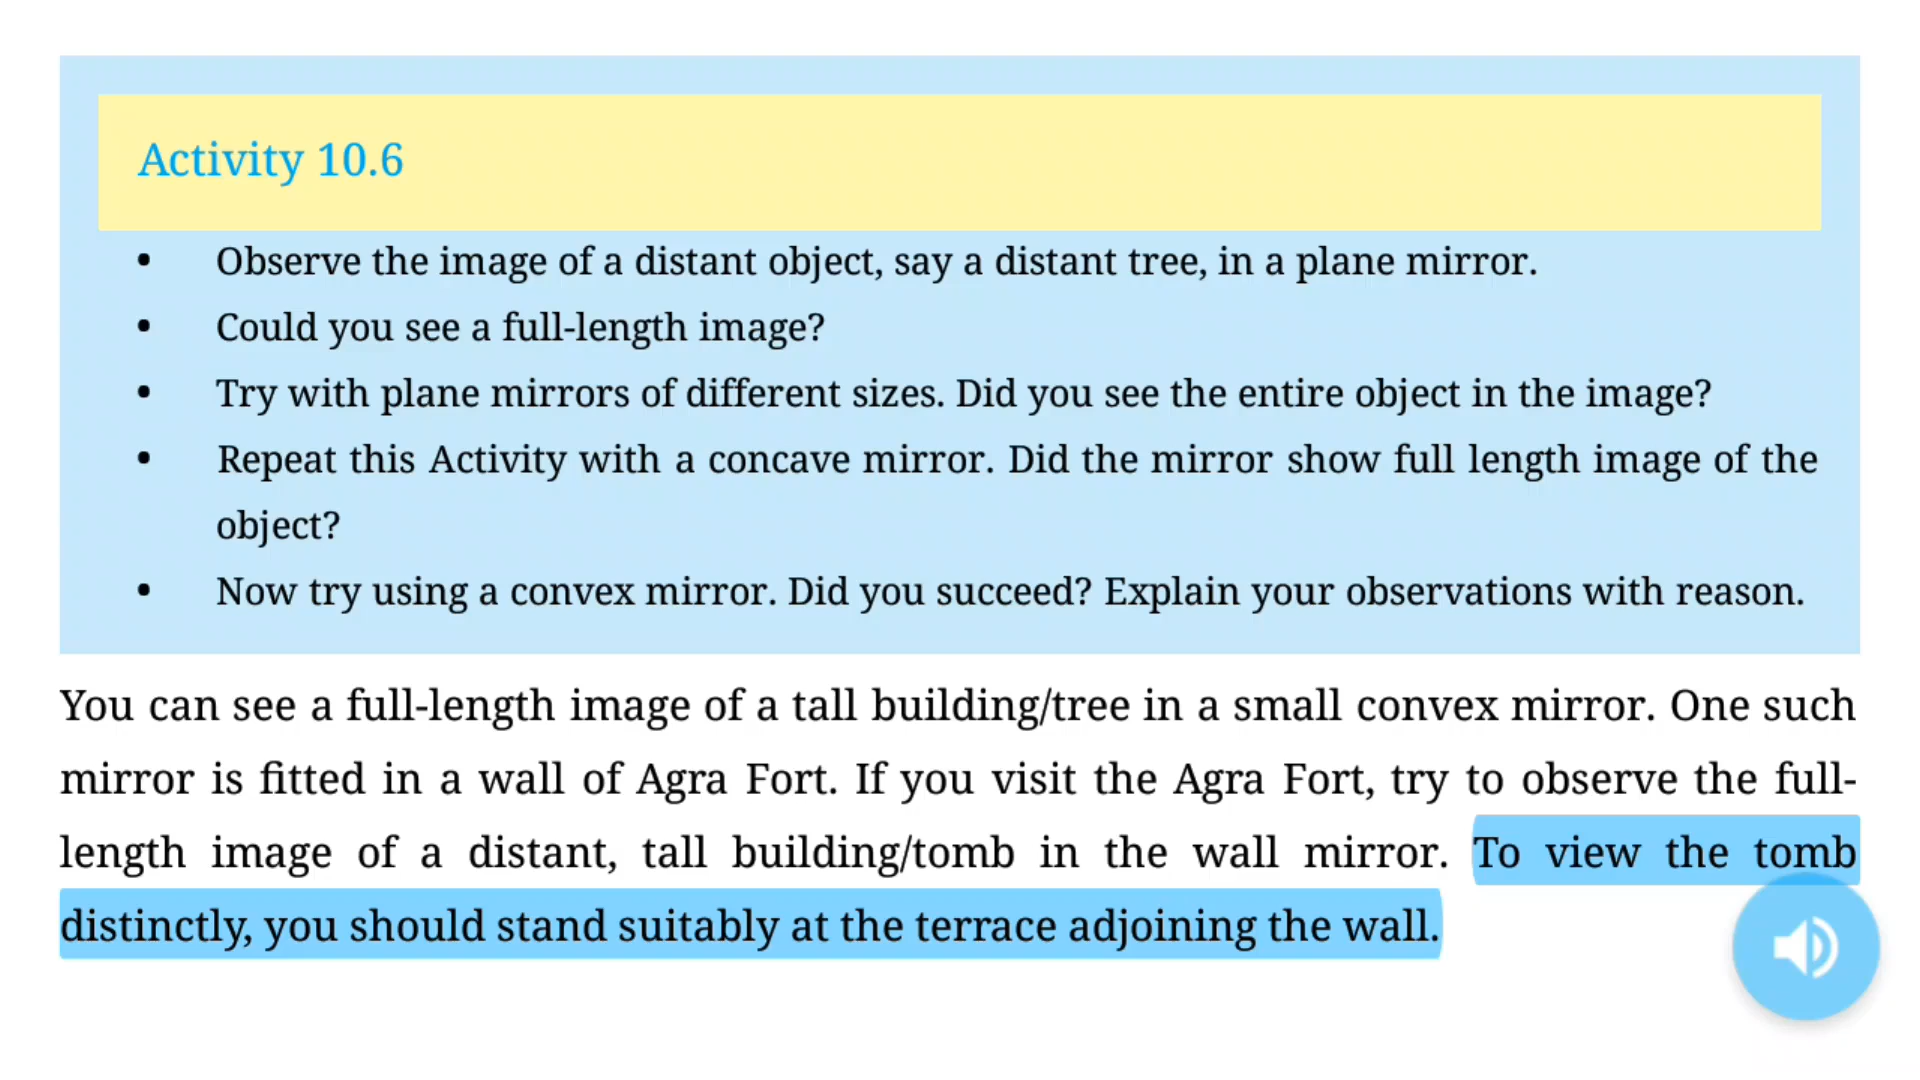 Activity 10.6
• Observe the image of a distant object, say a distant tree, in a plane mirror.
• Could you see a full-length image?
• Try with plane mirrors of different sizes. Did you see the entire object in the image?
• Repeat this Activity with a concave mirror. Did the mirror show full length image of the
object?
• Now try using a convex mirror. Did you succeed? Explain your observations with reason.
You can see a full-length image of a tall building/tree in a small convex mirror. One such
mirror is fitted in a wall of Agra Fort. If you visit the Agra Fort, try to observe the full-
length image of a distant, tall building/tomb in the wall mirror. To view the tomb
distinctly, you should stand suitably at the terrace adjoining the wall.